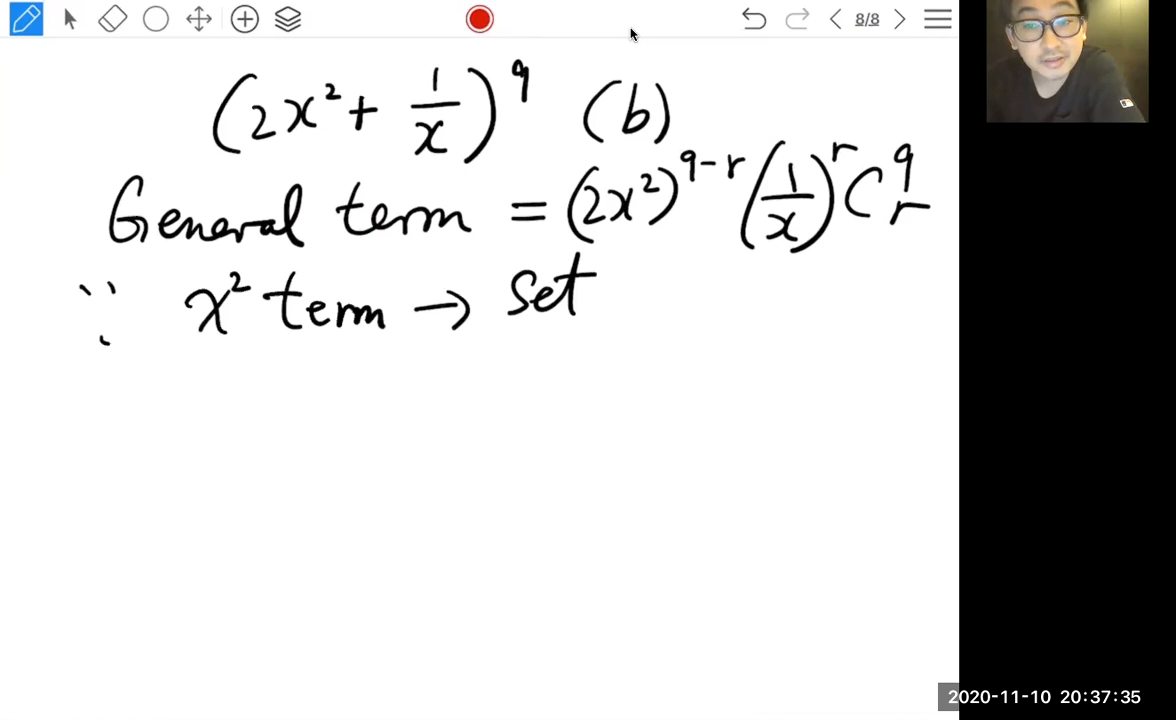 8/8
(2x² + 1/x)⁹ (b)
General term = (2x²)⁹⁻ʳ (1/x)ʳ C⁹ᵣ
∵ x² term → set
2020-11-10 20:37:35